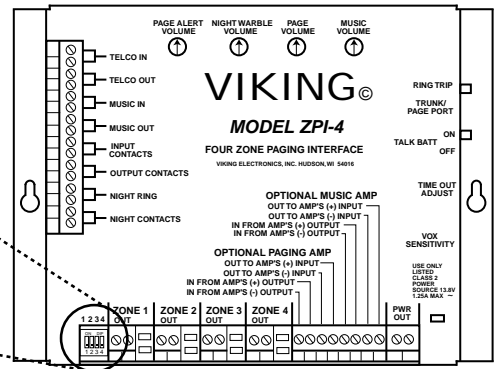 PAGE ALERT VOLUME
NIGHT WARBLE VOLUME
PAGE VOLUME
MUSIC VOLUME
TELCO IN
TELCO OUT
MUSIC IN
MUSIC OUT
INPUT CONTACTS
OUTPUT CONTACTS
NIGHT RING
NIGHT CONTACTS
VIKING©
MODEL ZPI-4
FOUR ZONE PAGING INTERFACE
VIKING ELECTRONICS, INC. HUDSON, WI 54016
RING TRIP
TRUNK/
PAGE PORT
ON
TALK BATT
OFF
TIME OUT
ADJUST
VOX
SENSITIVITY
USE ONLY
LISTED
CLASS 2
POWER
SOURCE 13.8V
1.25A MAX ~
OPTIONAL MUSIC AMP
OUT TO AMP'S (+) INPUT
OUT TO AMP'S (-) INPUT
IN FROM AMP'S (+) OUTPUT
IN FROM AMP'S (-) OUTPUT
OPTIONAL PAGING AMP
OUT TO AMP'S (+) INPUT
OUT TO AMP'S (-) INPUT
IN FROM AMP'S (+) OUTPUT
IN FROM AMP'S (-) OUTPUT
1 2 3 4
ZONE 1
OUT
ZONE 2
OUT
ZONE 3
OUT
ZONE 4
OUT
PWR
OUT
ON DIP
1 2 3 4